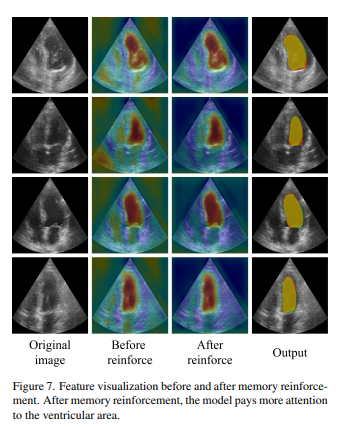 Original
image
Before
reinforce
After
reinforce
Output
Figure 7. Feature visualization before and after memory reinforce-
ment. After memory reinforcement, the model pays more attention
to the ventricular area.